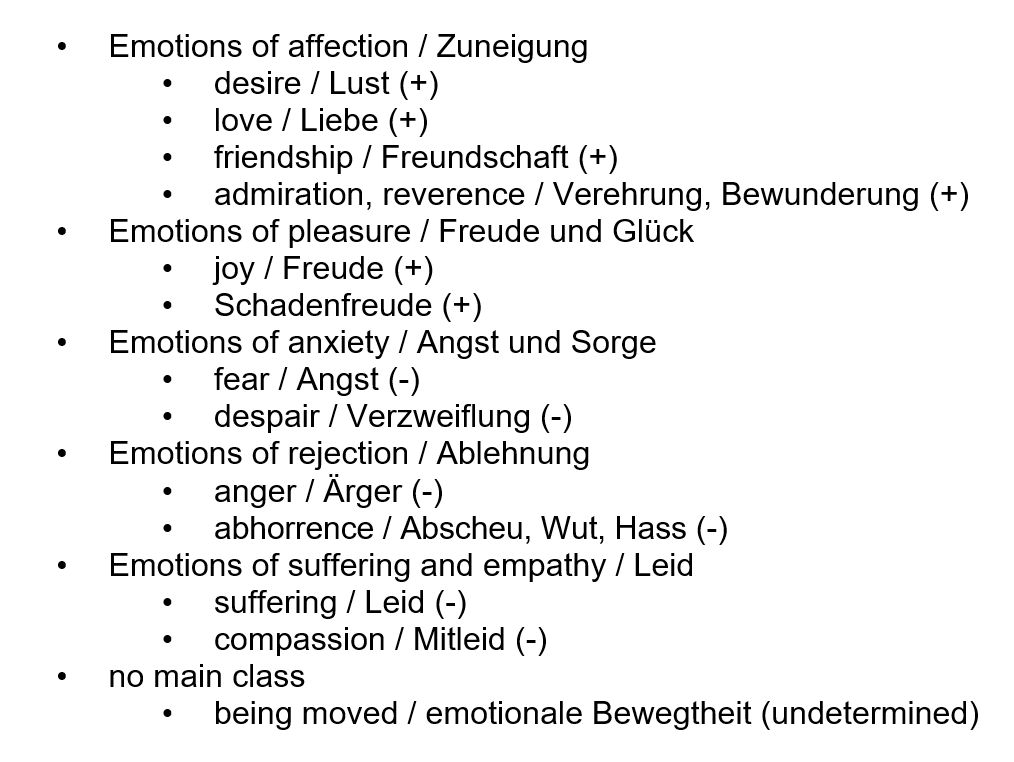 • Emotions of affection / Zuneigung
• desire / Lust (+)
• love / Liebe (+)
• friendship / Freundschaft (+)
• admiration, reverence / Verehrung, Bewunderung (+)
• Emotions of pleasure / Freude und Glück
• joy / Freude (+)
• Schadenfreude (+)
• Emotions of anxiety / Angst und Sorge
• fear / Angst (-)
• despair / Verzweiflung (-)
• Emotions of rejection / Ablehnung
• anger / Ärger (-)
• abhorrence / Abscheu, Wut, Hass (-)
• Emotions of suffering and empathy / Leid
• suffering / Leid (-)
• compassion / Mitleid (-)
• no main class
• being moved / emotionale Bewegtheit (undetermined)